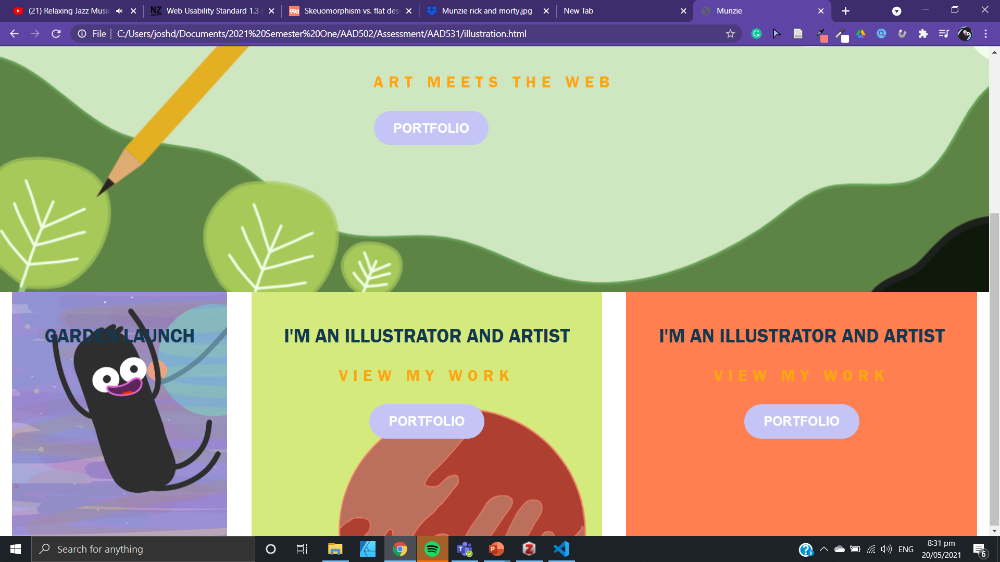 (21) Relaxing Jazz Music
NZ Web Usability Standard 1.3
99d Skeuomorphism vs. flat des
Munzie rick and morty.jpg
New Tab
Munzie
File
C:/Users/joshd/Documents/2021%20Semester%20One/AAD502/Assessment/AAD531/illustration.html
ART MEETS THE WEB
PORTFOLIO
GARDEN LAUNCH
I'M AN ILLUSTRATOR AND ARTIST
VIEW MY WORK
PORTFOLIO
I'M AN ILLUSTRATOR AND ARTIST
VIEW MY WORK
PORTFOLIO
Search for anything
ENG
8:31 pm
20/05/2021
6